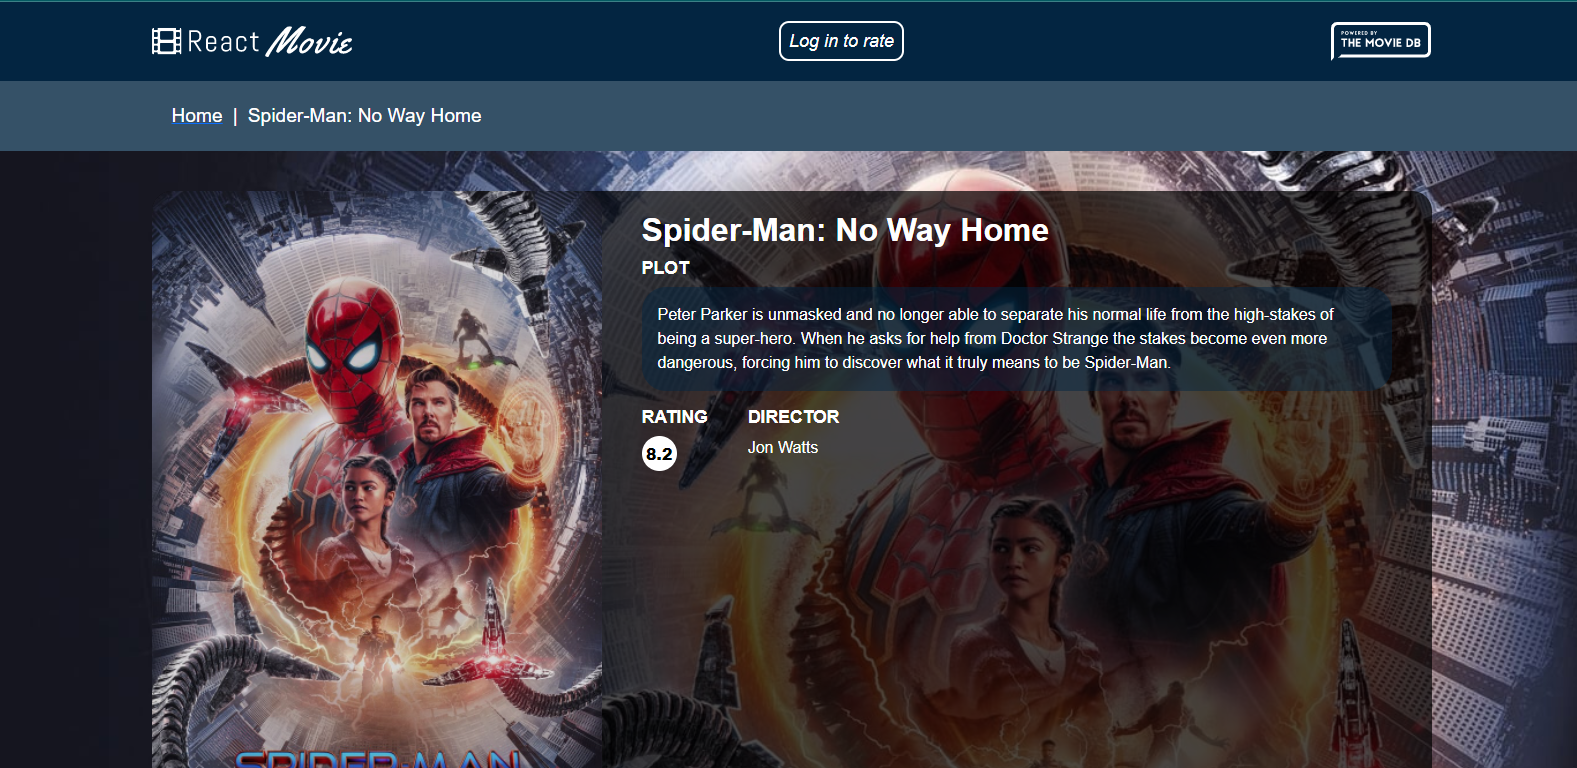 React Movie
Log in to rate
POWERED BY
THE MOVIE DB
Home | Spider-Man: No Way Home
Spider-Man: No Way Home
PLOT
Peter Parker is unmasked and no longer able to separate his normal life from the high-stakes of
being a super-hero. When he asks for help from Doctor Strange the stakes become even more
dangerous, forcing him to discover what it truly means to be Spider-Man.
RATING
8.2
DIRECTOR
Jon Watts
SPIDER-MAN